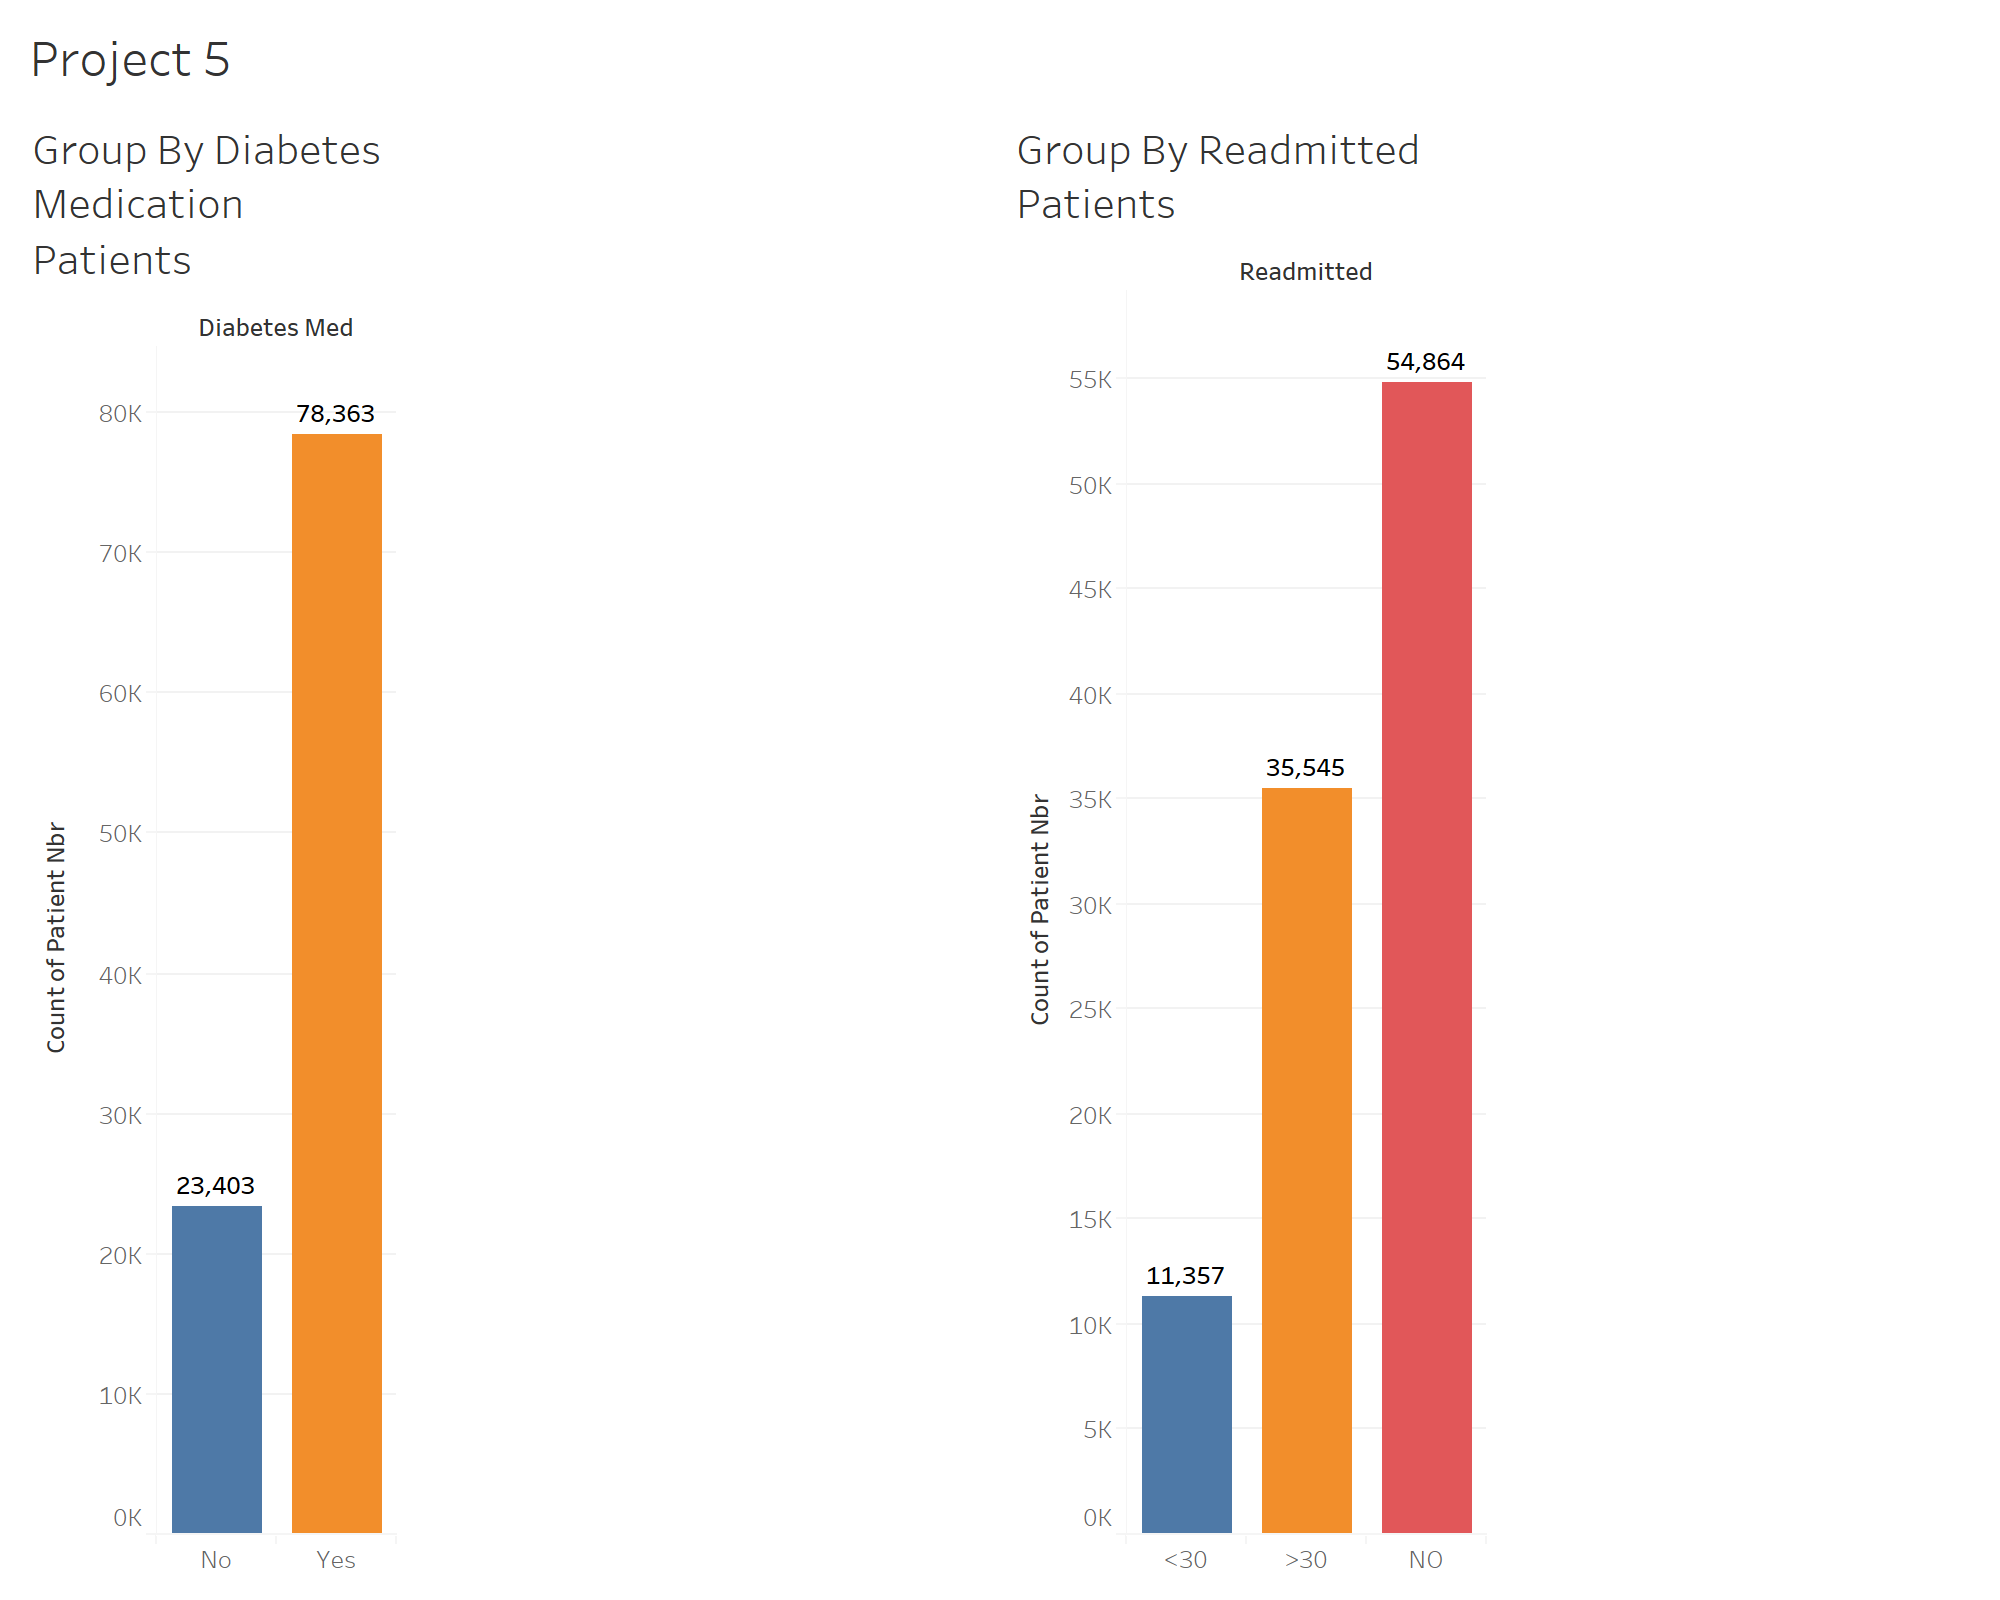 Project 5
Group By Diabetes
Medication
Patients
Diabetes Med
80K
70K
60K
50K
40K
30K
20K
10K
0K
Count of Patient Nbr
78,363
23,403
No
Yes
Group By Readmitted
Patients
Readmitted
55K
50K
45K
40K
35K
30K
25K
20K
15K
10K
5K
0K
Count of Patient Nbr
54,864
35,545
11,357
<30
>30
NO